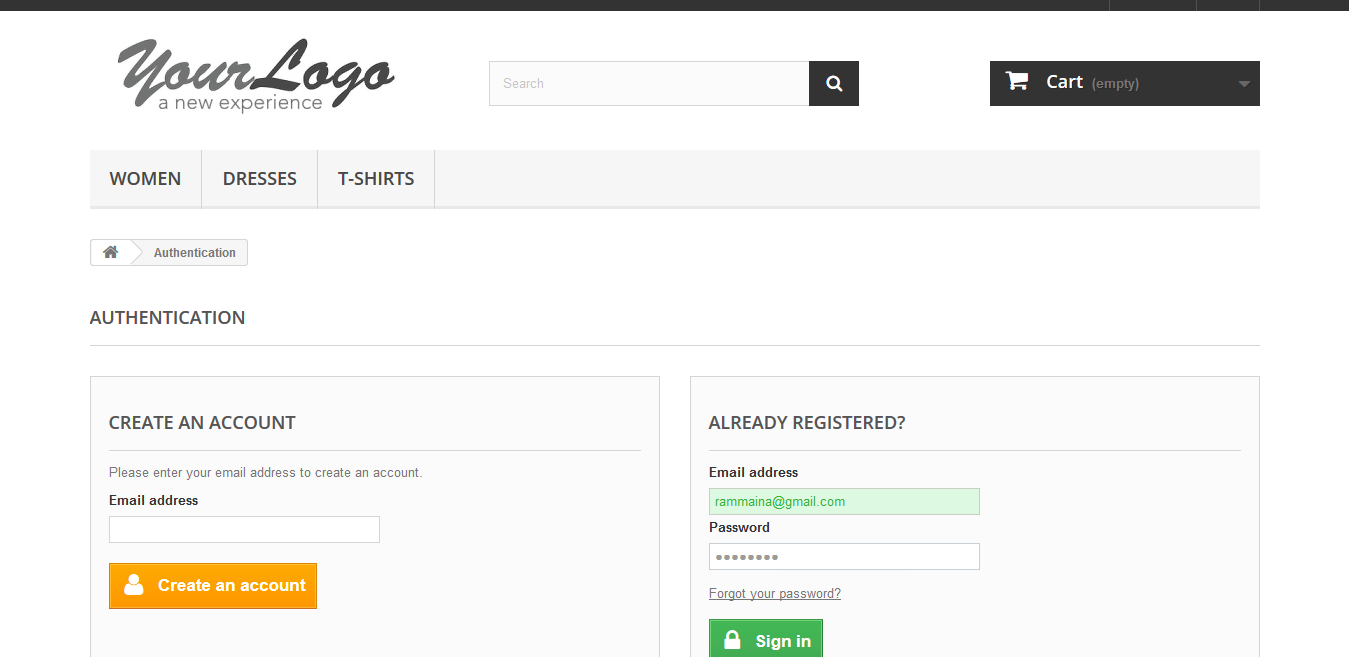 YourLogo
a new experience
Search
Cart (empty)
WOMEN DRESSES T-SHIRTS
Authentication
AUTHENTICATION
CREATE AN ACCOUNT
Please enter your email address to create an account.
Email address
Create an account
ALREADY REGISTERED?
Email address
rammaina@gmail.com
Password
Forgot your password?
Sign in